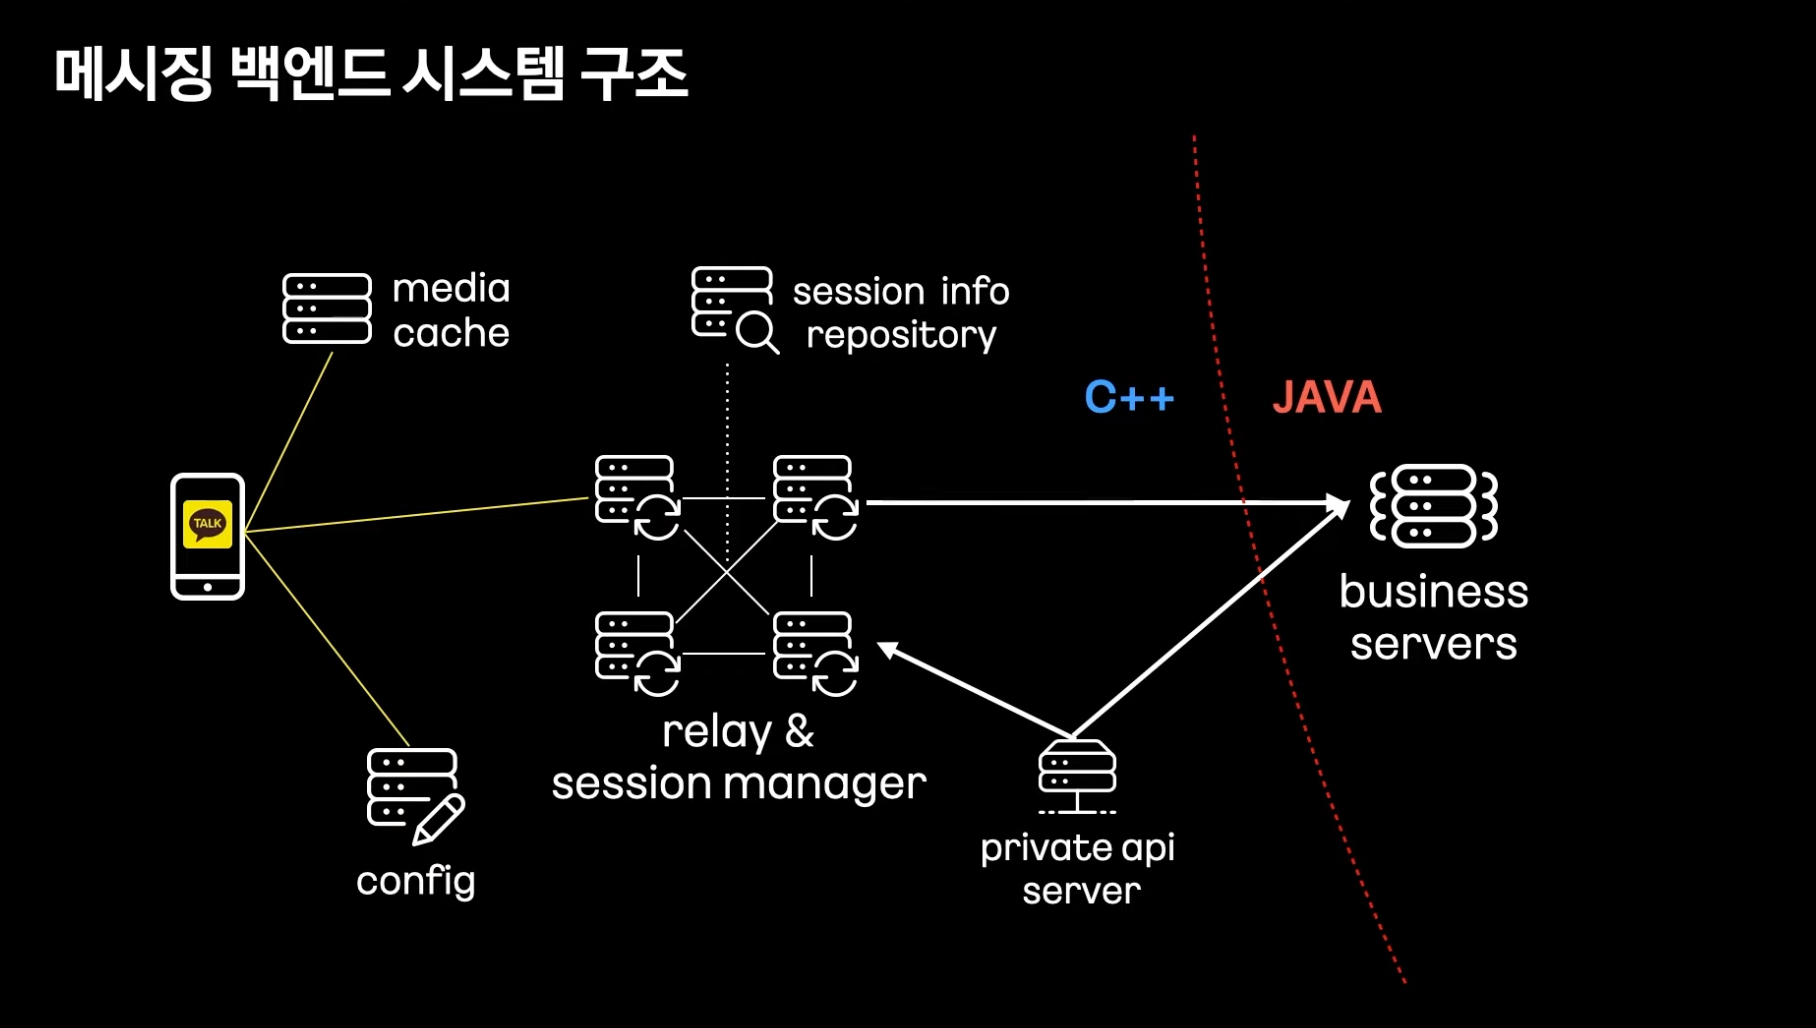 메시징 백엔드 시스템 구조
media
cache
session info
repository
C++
JAVA
TALK
business
servers
relay &
session manager
private api
server
config